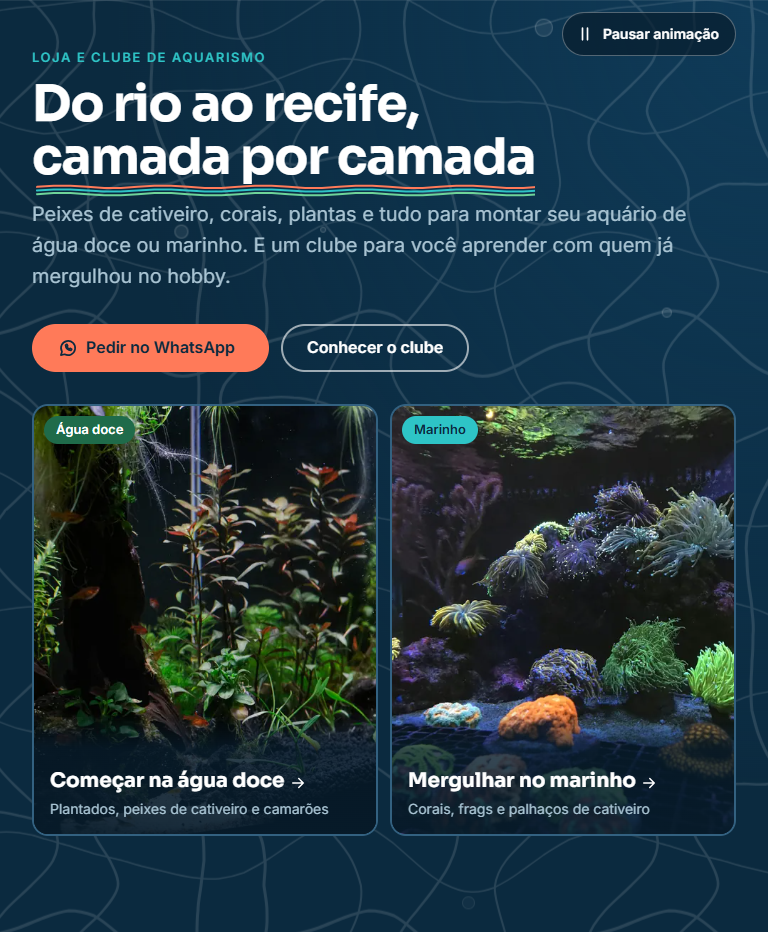 Pausar animação
LOJA E CLUBE DE AQUARISMO
Do rio ao recife,
camada por camada
Peixes de cativeiro, corais, plantas e tudo para montar seu aquário de
água doce ou marinho. E um clube para você aprender com quem já
mergulhou no hobby.
Pedir no WhatsApp
Conhecer o clube
Água doce
Marinho
Começar na água doce →
Plantados, peixes de cativeiro e camarões
Mergulhar no marinho →
Corais, frags e palhaços de cativeiro